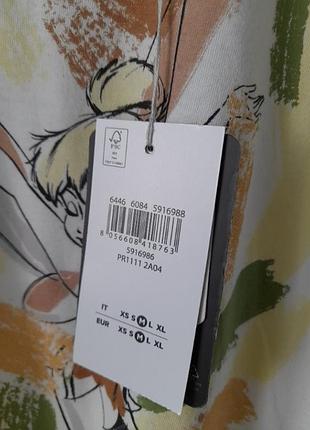 FSC
6446 6084 5916988
8 056608 418763
5916986
PR1111 2A04
IT XS S M L XL
EUR XS S M L XL